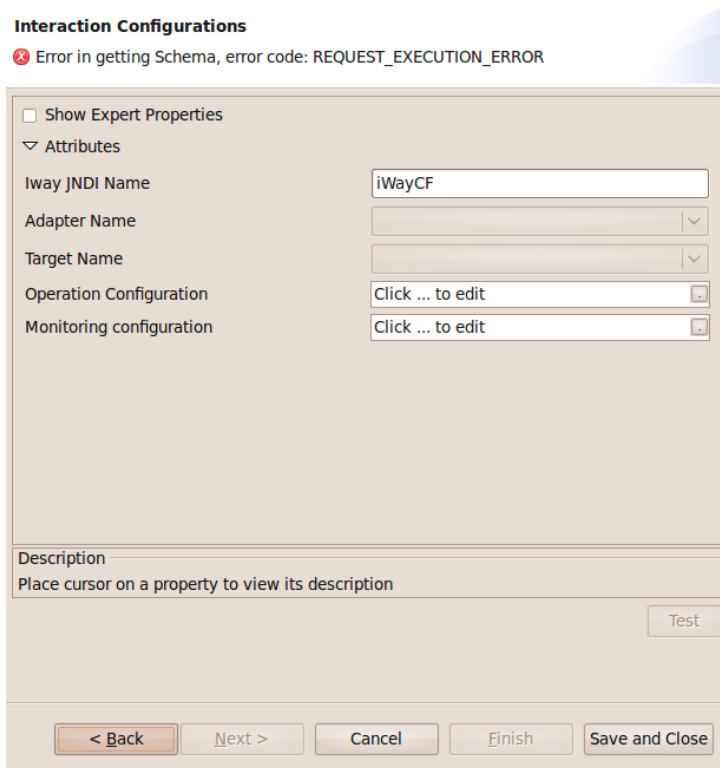 Interaction Configurations
Error in getting Schema, error code: REQUEST_EXECUTION_ERROR
Show Expert Properties
Attributes
Iway JNDI Name iWayCF
Adapter Name
Target Name
Operation Configuration Click ... to edit .
Monitoring configuration Click ... to edit .
Description
Place cursor on a property to view its description
Test
< Back Next > Cancel Finish Save and Close